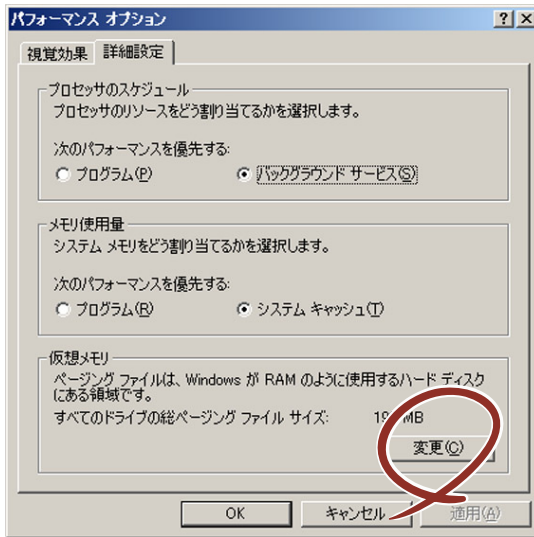 パフォーマンス オプション
視覚効果 詳細設定
プロセッサのスケジュール
プロセッサのリソースをどう割り当てるかを選択します。
次のパフォーマンスを優先する:
プログラム(P) バックグラウンド サービス(S)
メモリ使用量
システム メモリをどう割り当てるかを選択します。
次のパフォーマンスを優先する:
プログラム(R) システム キャッシュ(T)
仮想メモリ
ページング ファイルは、Windows が RAM のように使用するハード ディスク
にある領域です。
すべてのドライブの総ページング ファイル サイズ: MB
変更(C)
OK キャンセル 適用(A)